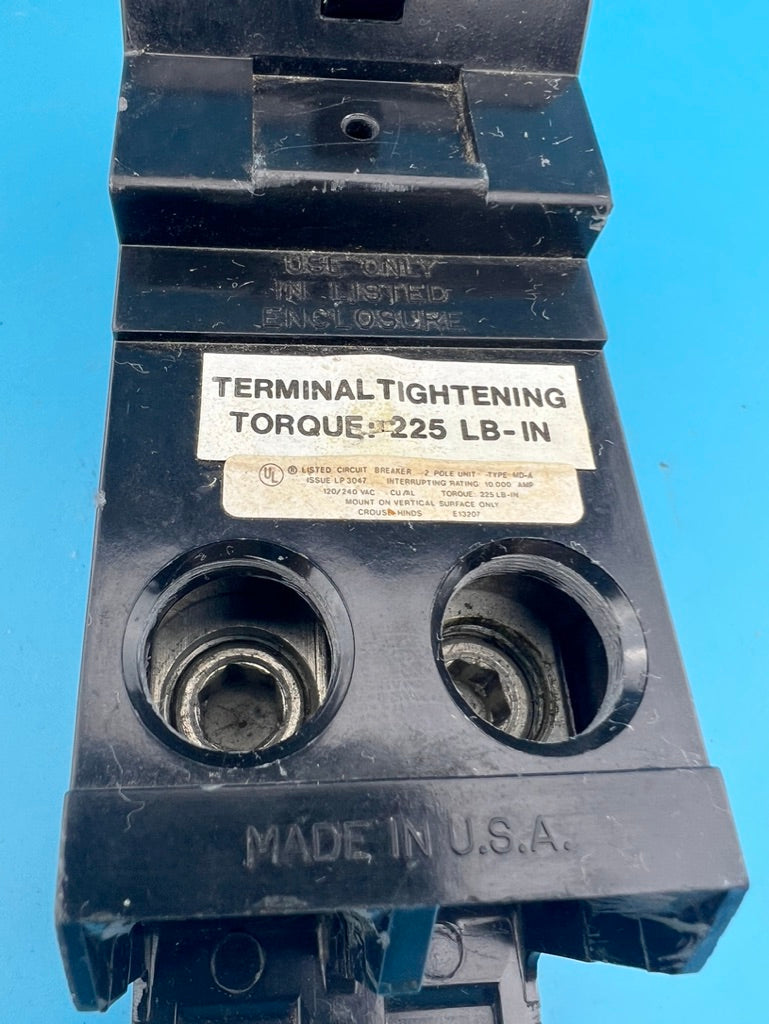 USE ONLY
IN LISTED
ENCLOSURE
TERMINAL TIGHTENING
TORQUE: 225 LB-IN
UL ® LISTED CIRCUIT BREAKER 2 POLE UNIT -TYPE MD-A
ISSUE LP 3047 INTERRUPTING RATING 10 000 AMP
120/240 VAC CU/AL TORQUE: 225 LB-IN
MOUNT ON VERTICAL SURFACE ONLY
CROUSE-HINDS E13207
MADE IN U.S.A.